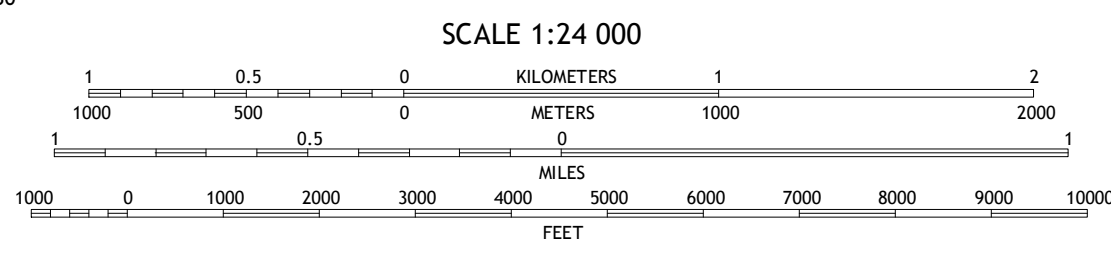 SCALE 1:24 000
1 0.5 0 KILOMETERS 1 2
1000 500 0 METERS 1000 2000
1 0.5 0 1
MILES
1000 0 1000 2000 3000 4000 5000 6000 7000 8000 9000 10000
FEET